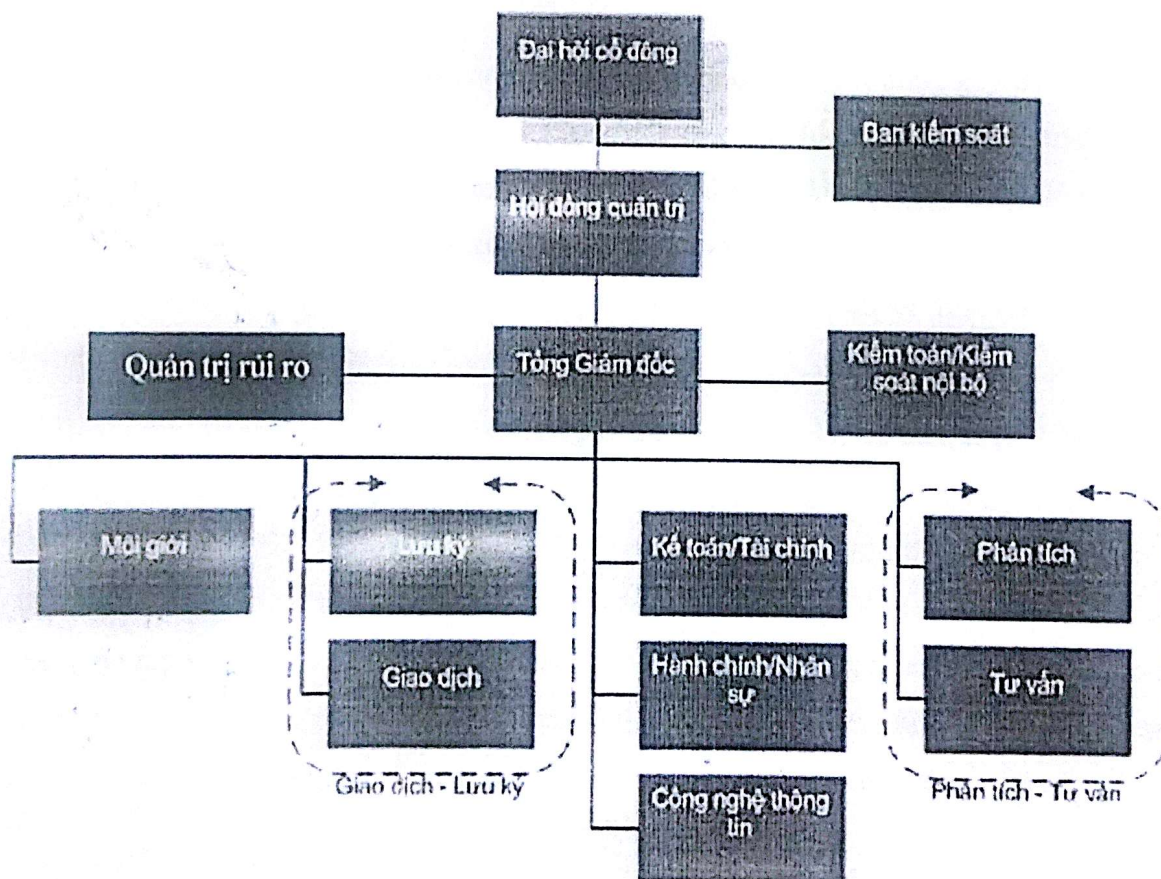 Đại hội cổ đông
Ban kiểm soát
Hội đồng quản trị
Quản trị rủi ro
Tổng Giám đốc
Kiểm toán/Kiểm
soát nội bộ
Môi giới
Lưu ký
Kế toán/Tài chính
Phân tích
Giao dịch
Hành chính/Nhân
sự
Tư vấn
Giao dịch - Lưu ký
Phân tích - Tư vấn
Công nghệ thông
tin